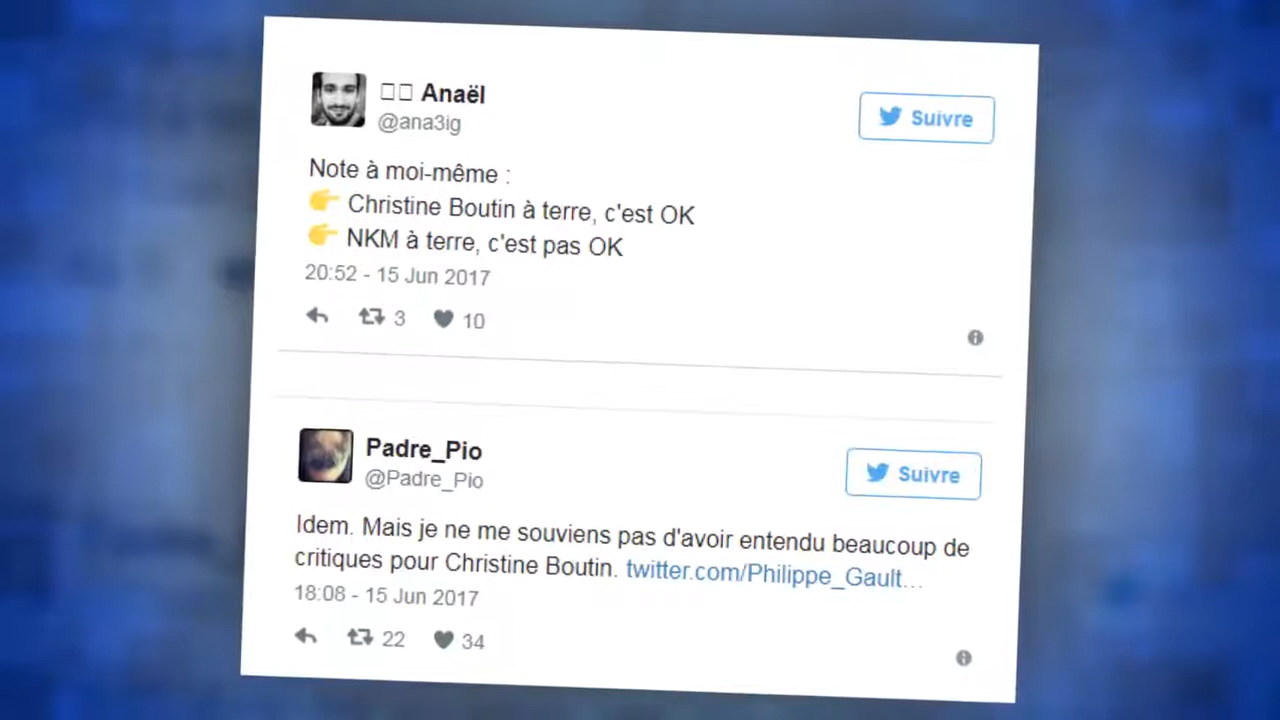 Anaël
@ana3ig
Suivre
Note à moi-même :
👉 Christine Boutin à terre, c'est OK
👉 NKM à terre, c'est pas OK
20:52 - 15 Jun 2017
3 10
Padre_Pio
@Padre_Pio
Suivre
Idem. Mais je ne me souviens pas d'avoir entendu beaucoup de
critiques pour Christine Boutin. twitter.com/Philippe_Gault…
18:08 - 15 Jun 2017
22 34